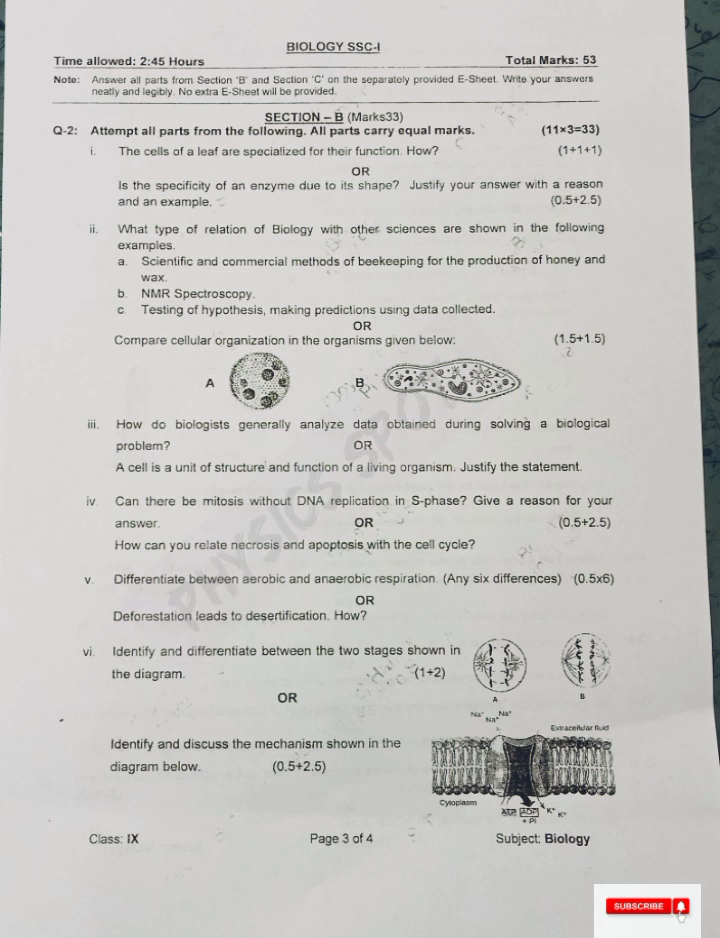 BIOLOGY SSC-I
Time allowed: 2:45 Hours Total Marks: 53
Note: Answer all parts from Section 'B' and Section 'C' on the separately provided E-Sheet. Write your answers
neatly and legibly. No extra E-Sheet will be provided.
SECTION – B (Marks33)
Q-2: Attempt all parts from the following. All parts carry equal marks. (11×3=33)
i. The cells of a leaf are specialized for their function. How? (1+1+1)
OR
Is the specificity of an enzyme due to its shape? Justify your answer with a reason
and an example. (0.5+2.5)
ii. What type of relation of Biology with other sciences are shown in the following
examples.
a. Scientific and commercial methods of beekeeping for the production of honey and
wax.
b. NMR Spectroscopy.
c. Testing of hypothesis, making predictions using data collected.
OR
Compare cellular organization in the organisms given below: (1.5+1.5)
A B
iii. How do biologists generally analyze data obtained during solving a biological
problem? OR
A cell is a unit of structure and function of a living organism. Justify the statement.
iv. Can there be mitosis without DNA replication in S-phase? Give a reason for your
answer. OR (0.5+2.5)
How can you relate necrosis and apoptosis with the cell cycle?
v. Differentiate between aerobic and anaerobic respiration. (Any six differences) (0.5x6)
OR
Deforestation leads to desertification. How?
vi. Identify and differentiate between the two stages shown in
the diagram. (1+2)
A B
OR
Na⁺ Na⁺
Na⁺
Extracellular fluid
Identify and discuss the mechanism shown in the
diagram below. (0.5+2.5)
Cytoplasm
ATP ADP K⁺ K⁺
+ Pi
Class: IX Page 3 of 4 Subject: Biology
PHYSICS SPOT
SUBSCRIBE